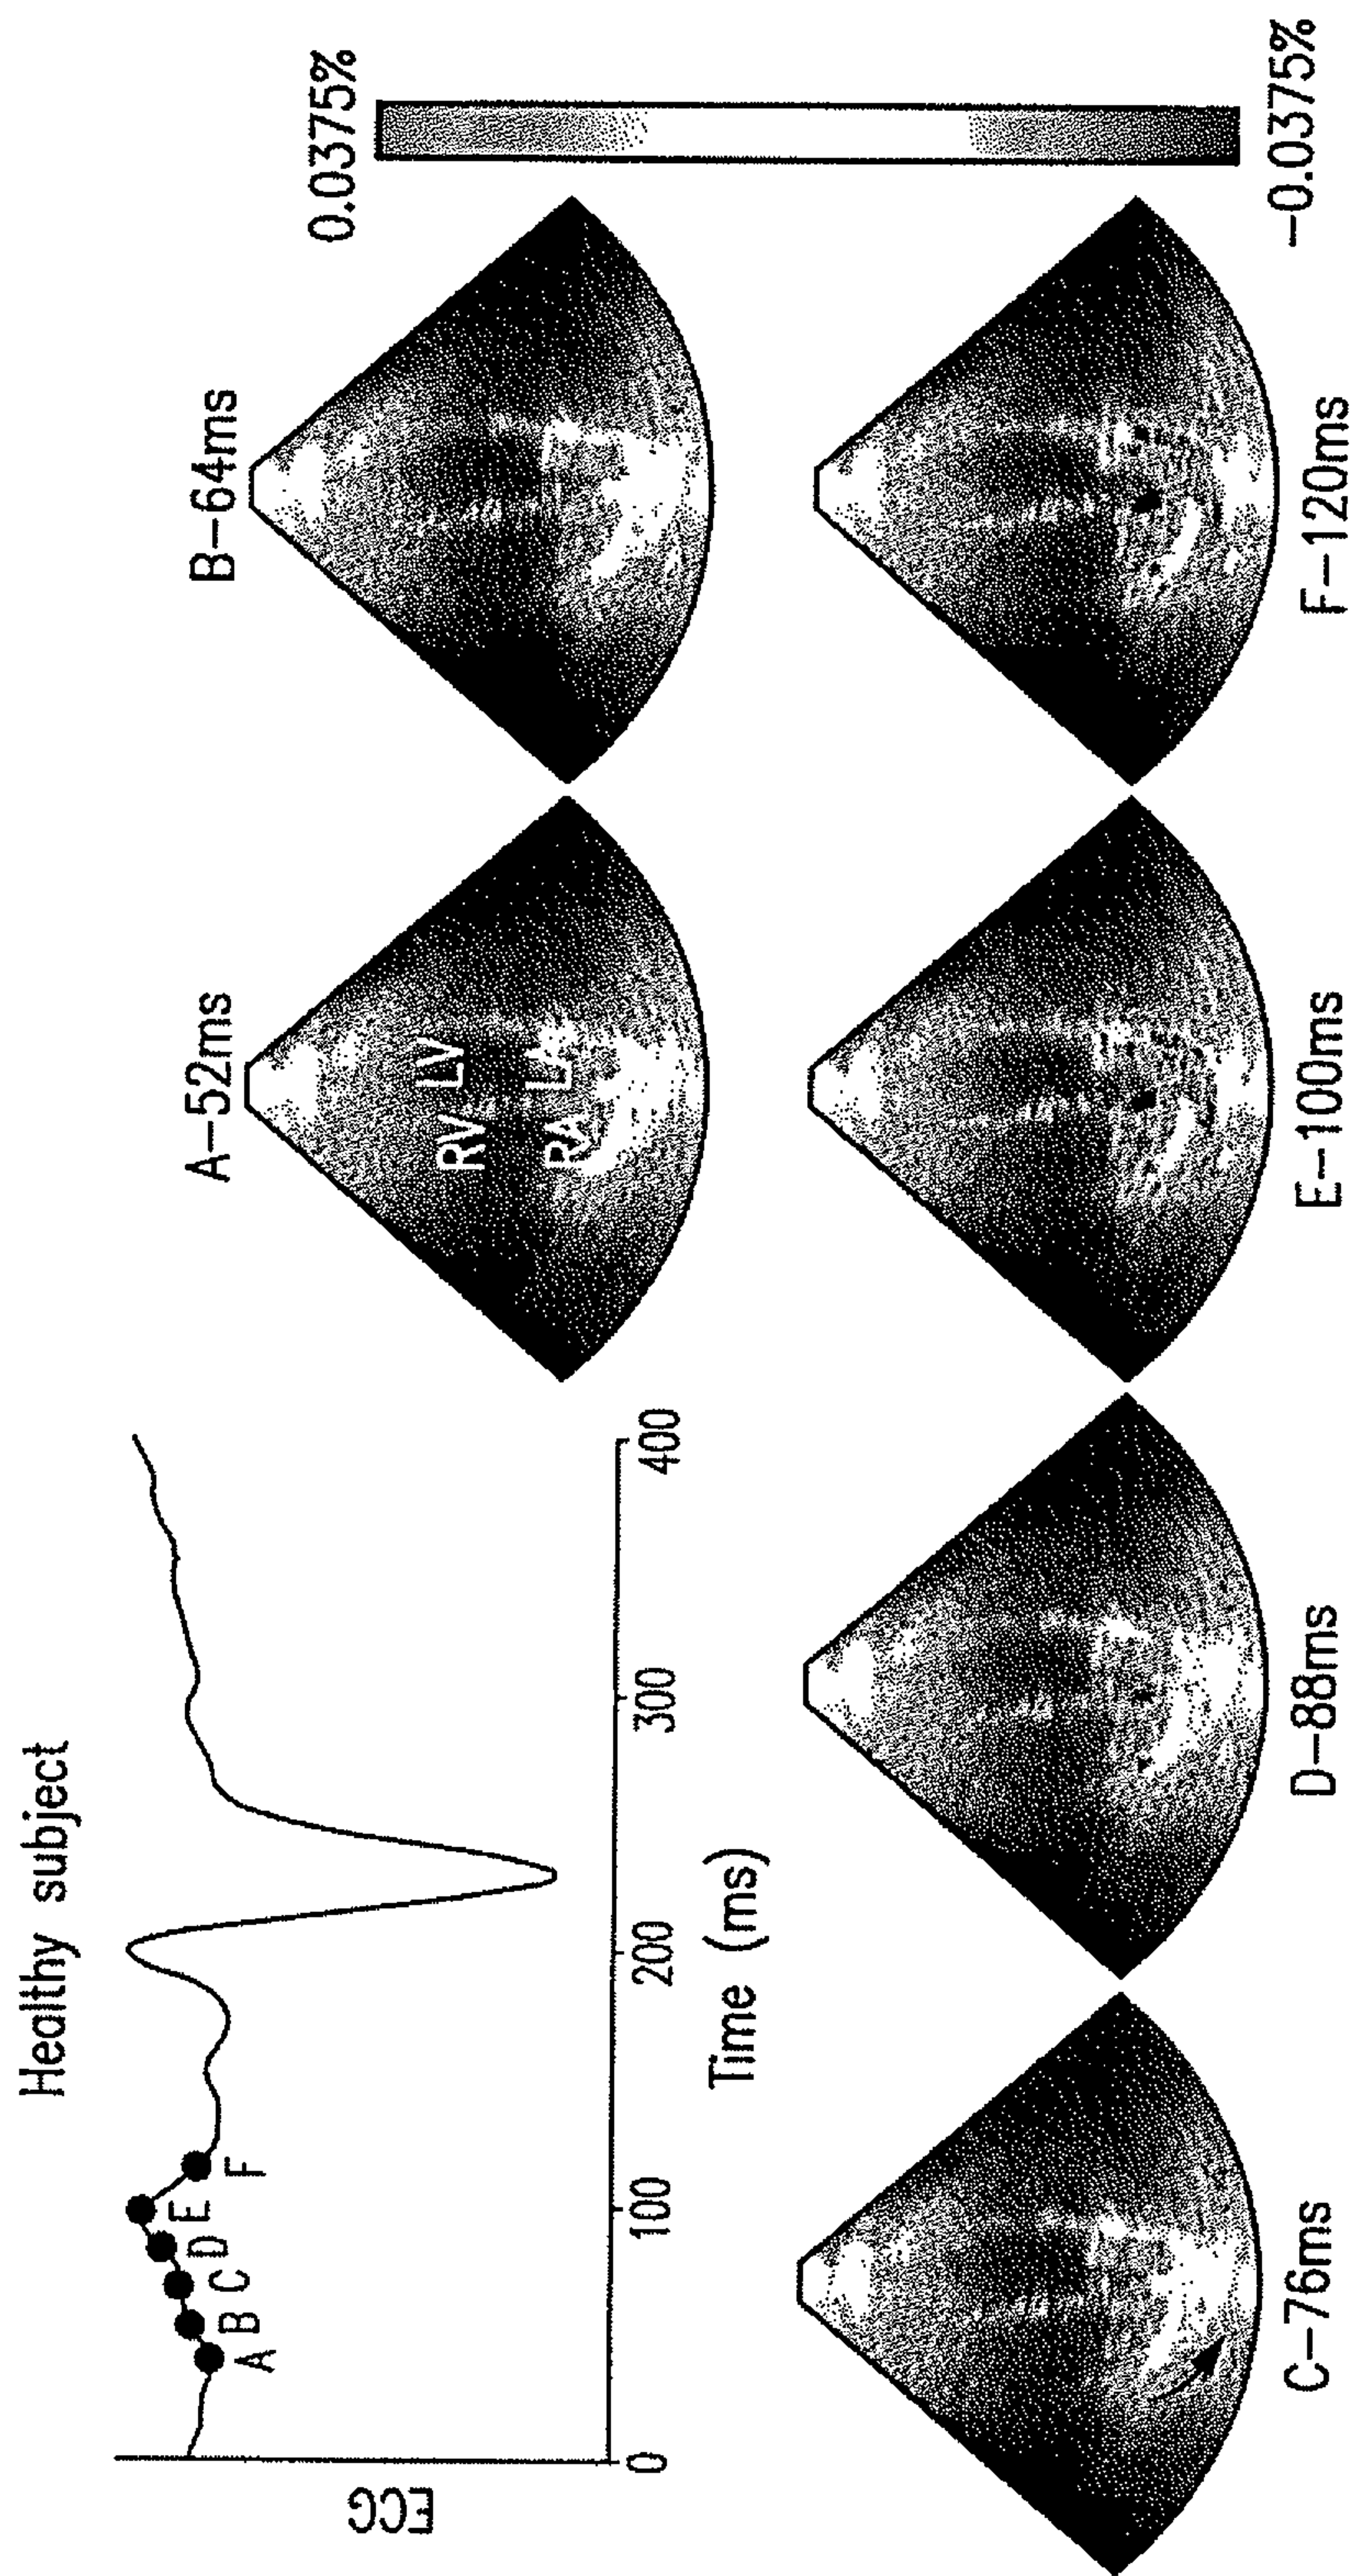 Healthy subject
ECG
A
B
C
D
E
F
0
100
200
300
400
Time (ms)
A-52ms
RV LV
RA LA
B-64ms
0.0375%
-0.0375%
C-76ms
D-88ms
E-100ms
F-120ms